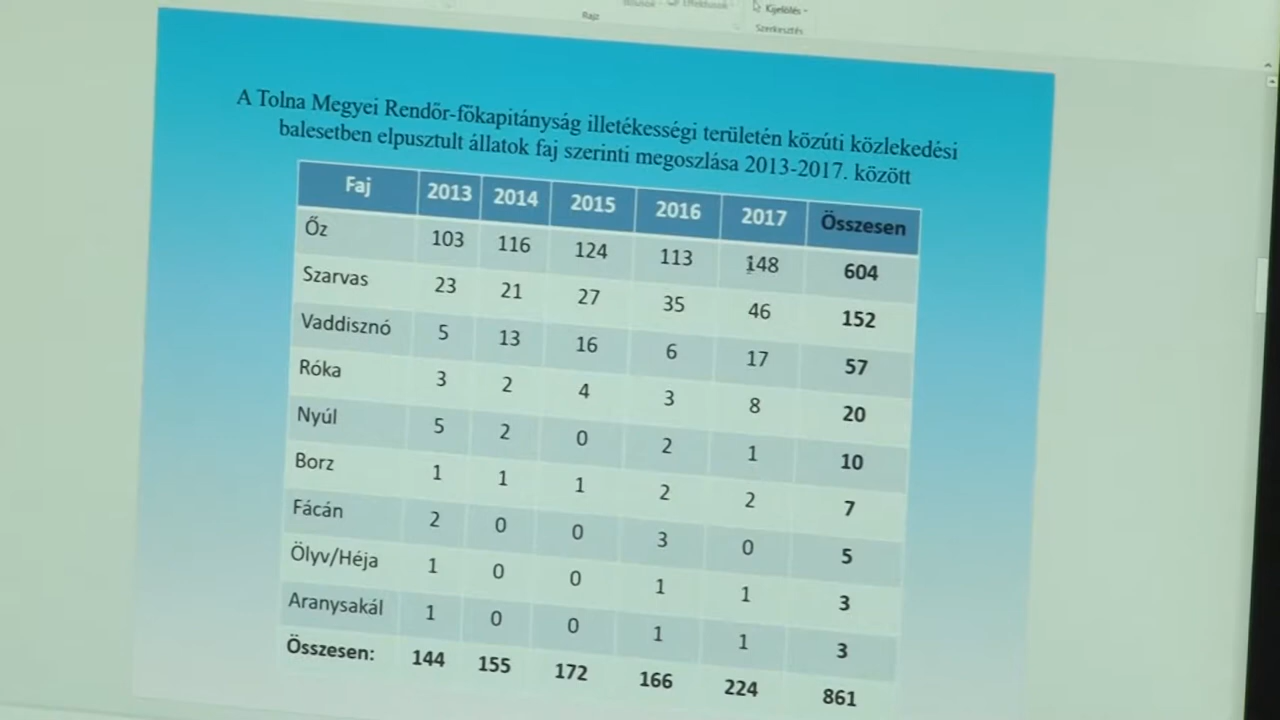 Rajz
Kijelölés
Szerkesztés
A Tolna Megyei Rendőr-főkapitányság illetékességi területén közúti közlekedési
balesetben elpusztult állatok faj szerinti megoszlása 2013-2017. között
Faj 2013 2014 2015 2016 2017 Összesen
Őz 103 116 124 113 148 604
Szarvas 23 21 27 35 46 152
Vaddisznó 5 13 16 6 17 57
Róka 3 2 4 3 8 20
Nyúl 5 2 0 2 1 10
Borz 1 1 1 2 2 7
Fácán 2 0 0 3 0 5
Ölyv/Héja 1 0 0 1 1 3
Aranysakál 1 0 0 1 1 3
Összesen: 144 155 172 166 224 861